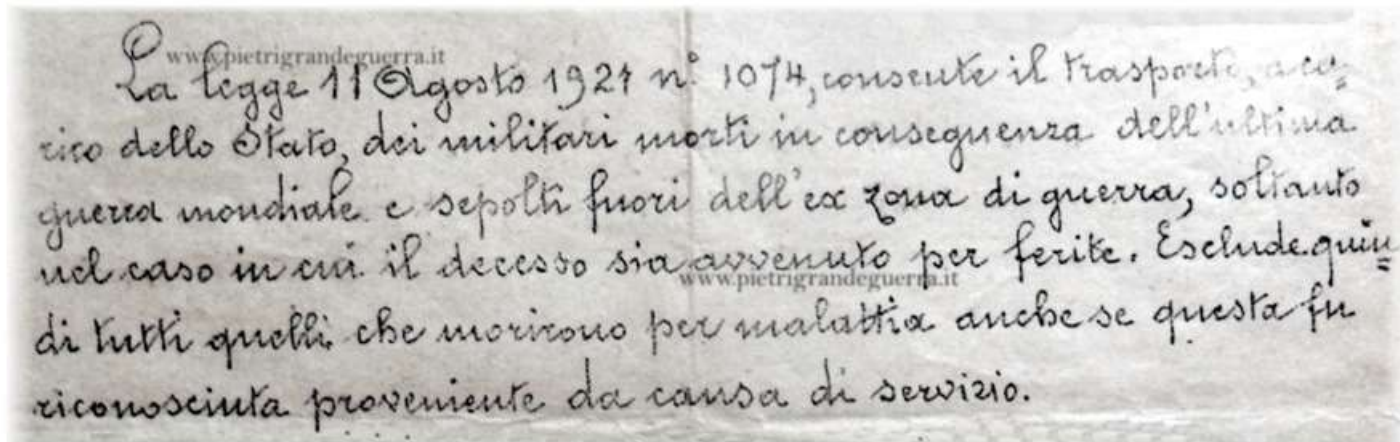 www.pietrigrandeguerra.it
La legge 11 Agosto 1921 n.° 1074, consente il trasporto, a ca=
rico dello Stato, dei militari morti in conseguenza dell'ultima
guerra mondiale e sepolti fuori dell'ex zona di guerra, soltanto
nel caso in cui il decesso sia avvenuto per ferite. Esclude quin=
www.pietrigrandeguerra.it
di tutti quelli che morirono per malattia anche se questa fu
riconosciuta proveniente da causa di servizio.